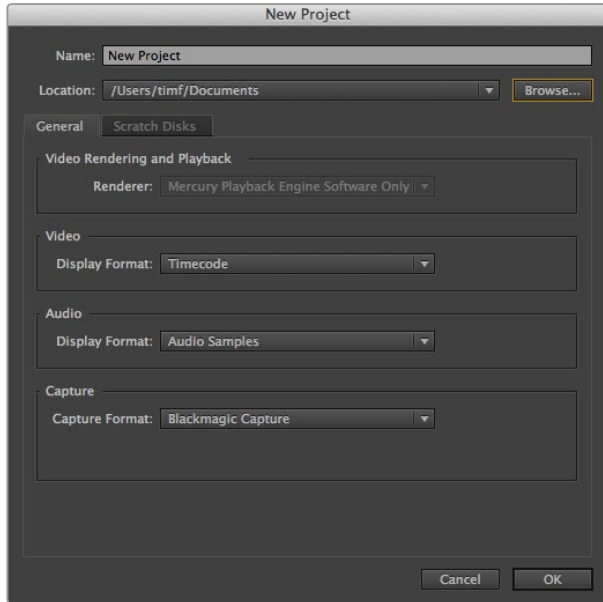 New Project
Name: New Project
Location: /Users/timf/Documents Browse...
General Scratch Disks
Video Rendering and Playback
Renderer: Mercury Playback Engine Software Only
Video
Display Format: Timecode
Audio
Display Format: Audio Samples
Capture
Capture Format: Blackmagic Capture
Cancel OK